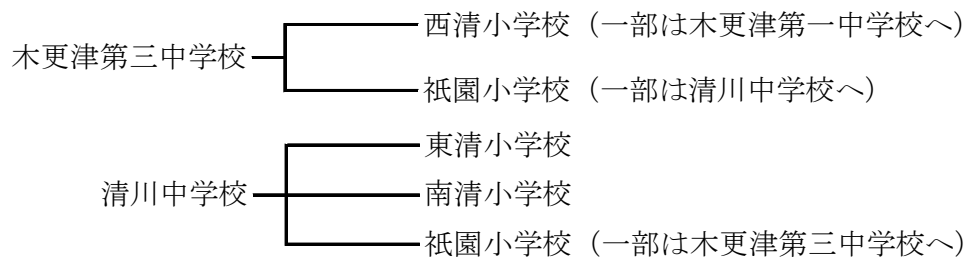 木更津第三中学校
西清小学校（一部は木更津第一中学校へ）
祇園小学校（一部は清川中学校へ）
清川中学校
東清小学校
南清小学校
祇園小学校（一部は木更津第三中学校へ）